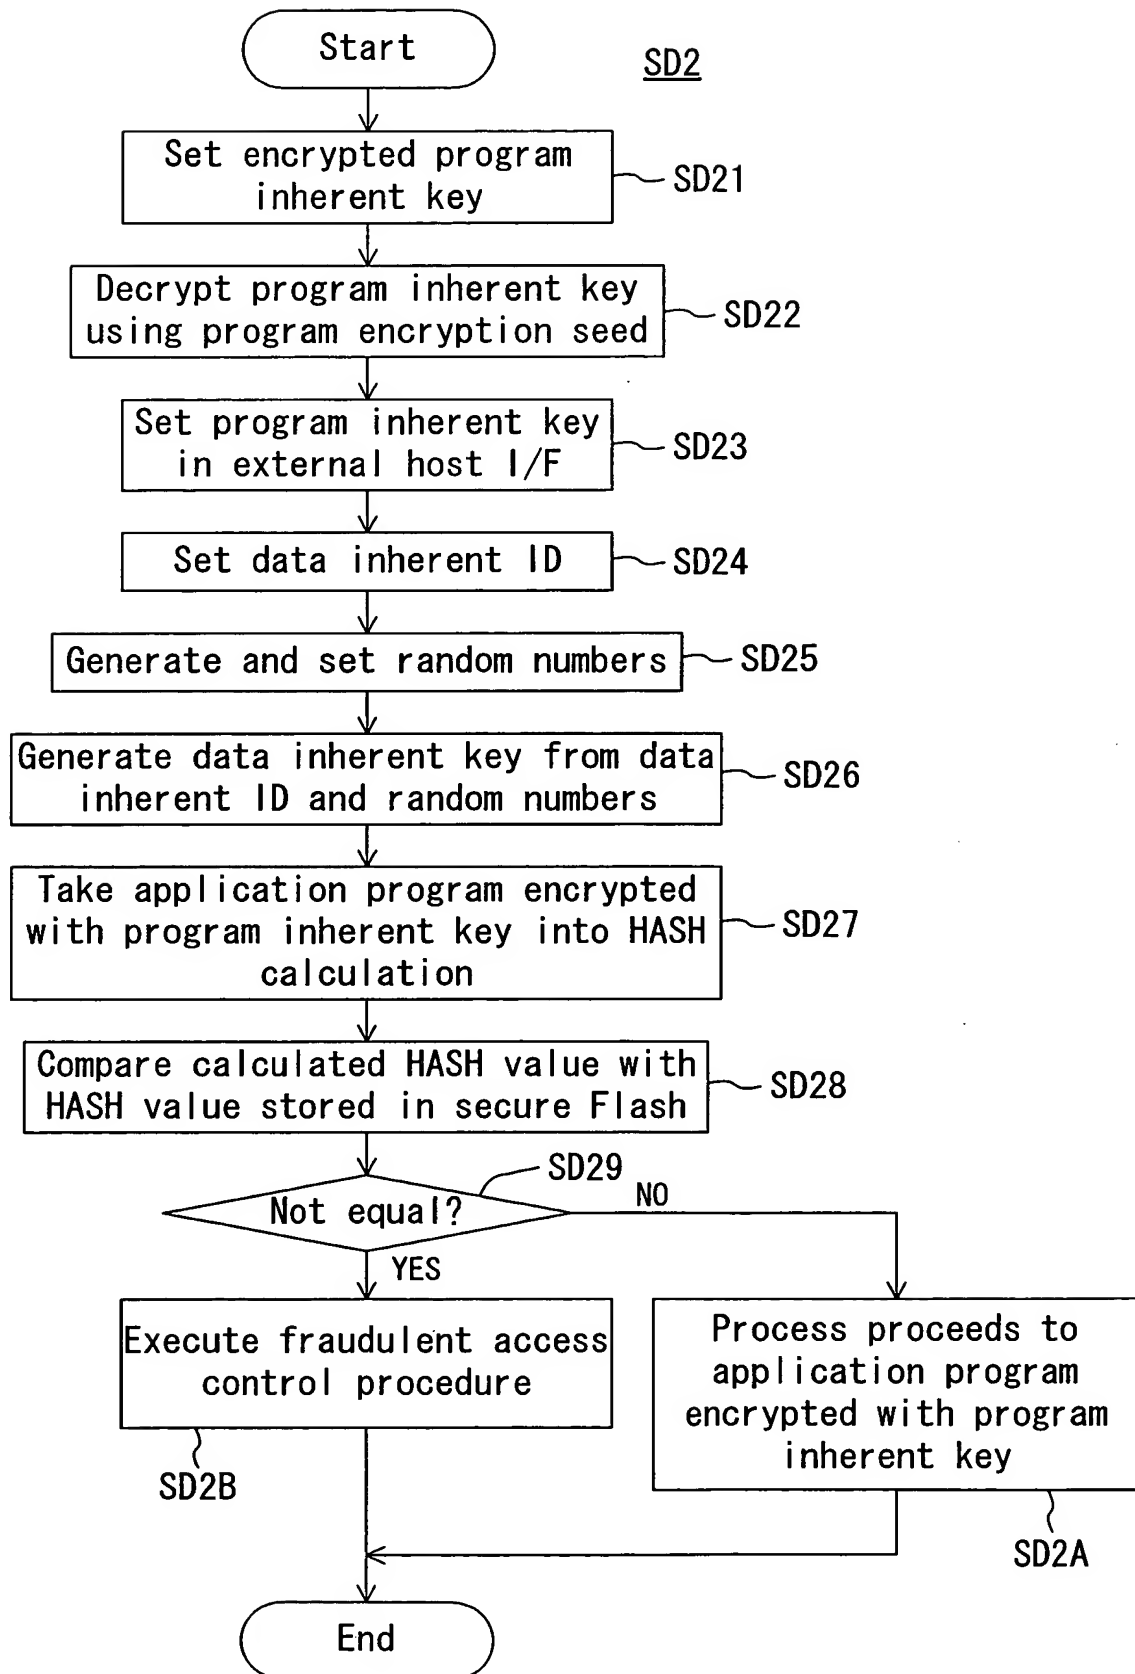 Start
SD2
Set encrypted program
inherent key
SD21
Decrypt program inherent key
using program encryption seed
SD22
Set program inherent key
in external host I/F
SD23
Set data inherent ID
SD24
Generate and set random numbers
SD25
Generate data inherent key from data
inherent ID and random numbers
SD26
Take application program encrypted
with program inherent key into HASH
calculation
SD27
Compare calculated HASH value with
HASH value stored in secure Flash
SD28
SD29
Not equal?
NO
YES
Execute fraudulent access
control procedure
SD2B
Process proceeds to
application program
encrypted with program
inherent key
SD2A
End